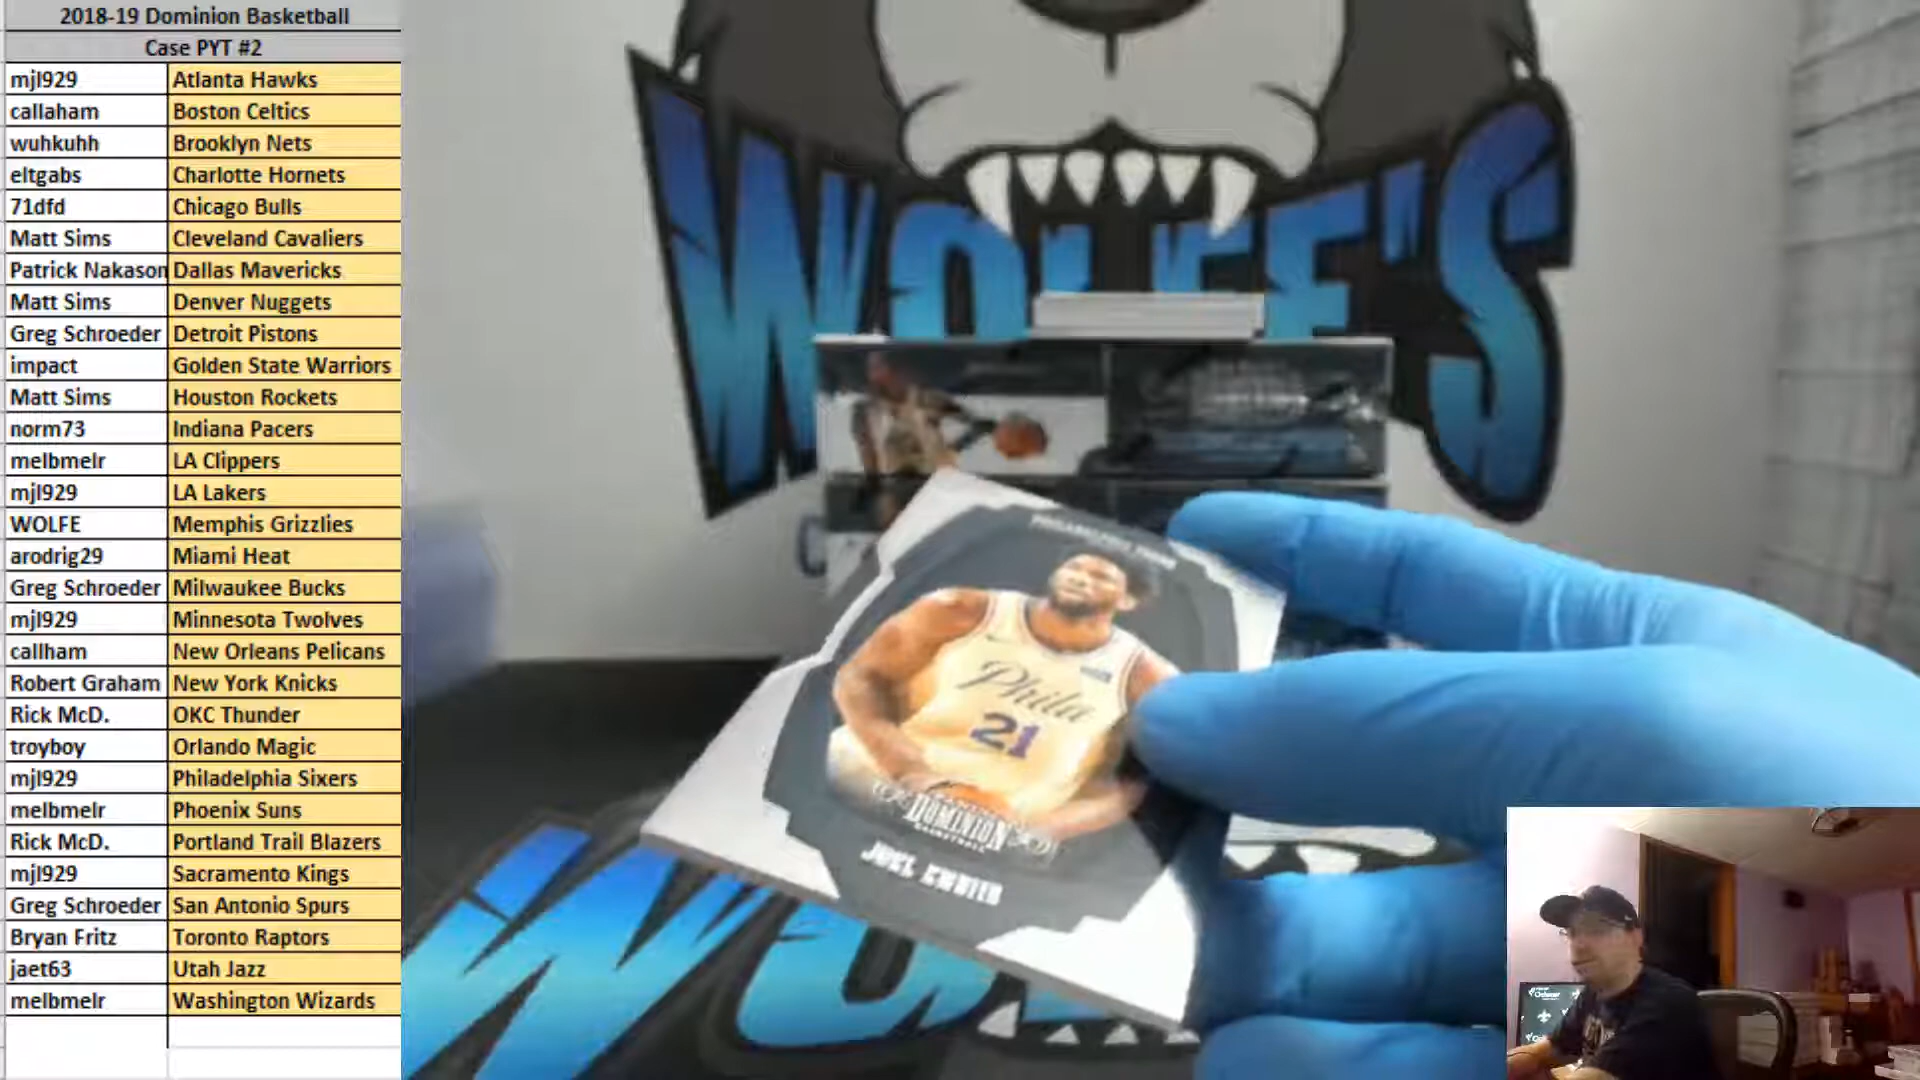 2018-19 Dominion Basketball
Case PYT #2
mjl929 Atlanta Hawks
callaham Boston Celtics
wuhkuhh Brooklyn Nets
eltgabs Charlotte Hornets
71dfd Chicago Bulls
Matt Sims Cleveland Cavaliers
Patrick Nakason Dallas Mavericks
Matt Sims Denver Nuggets
Greg Schroeder Detroit Pistons
impact Golden State Warriors
Matt Sims Houston Rockets
norm73 Indiana Pacers
melbmelr LA Clippers
mjl929 LA Lakers
WOLFE Memphis Grizzlies
arodrig29 Miami Heat
Greg Schroeder Milwaukee Bucks
mjl929 Minnesota Twolves
callham New Orleans Pelicans
Robert Graham New York Knicks
Rick McD. OKC Thunder
troyboy Orlando Magic
mjl929 Philadelphia Sixers
melbmelr Phoenix Suns
Rick McD. Portland Trail Blazers
mjl929 Sacramento Kings
Greg Schroeder San Antonio Spurs
Bryan Fritz Toronto Raptors
jaet63 Utah Jazz
melbmelr Washington Wizards
WOLFE'S
Phila
21
DOMINION
BASKETBALL
JOEL EMBIID